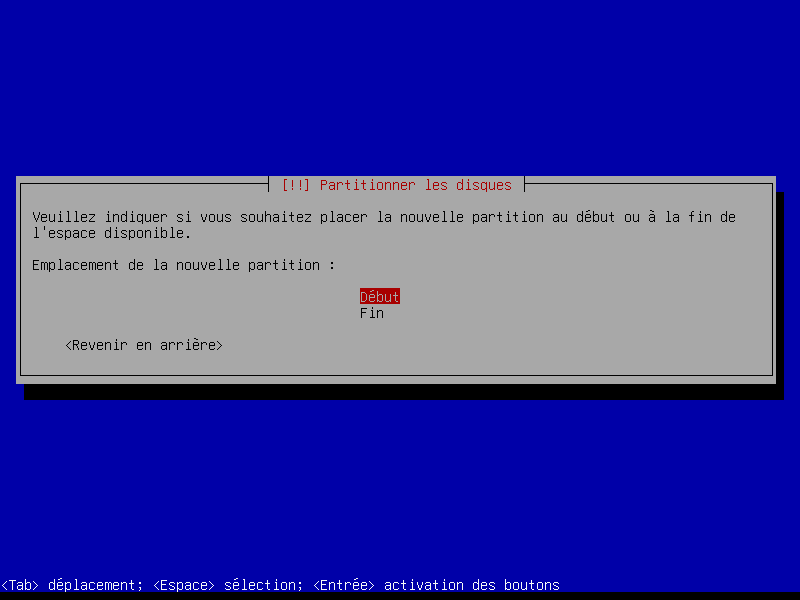 [!!] Partitionner les disques
Veuillez indiquer si vous souhaitez placer la nouvelle partition au début ou à la fin de
l'espace disponible.
Emplacement de la nouvelle partition :
Début
Fin
<Revenir en arrière>
<Tab> déplacement; <Espace> sélection; <Entrée> activation des boutons